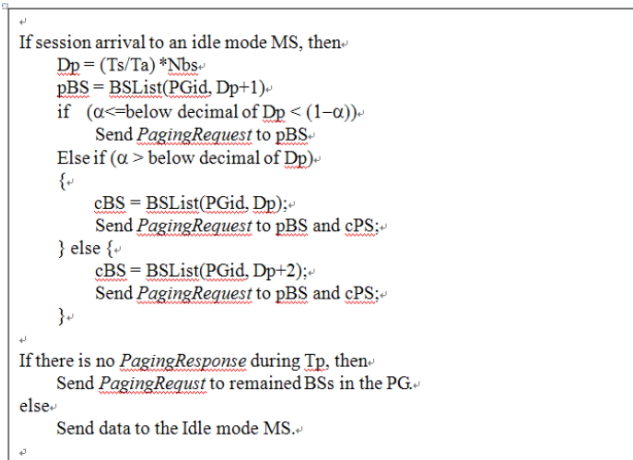 If session arrival to an idle mode MS, then
Dp = (Ts/Ta) *Nbs
pBS = BSList(PGid, Dp+1)
if (α<=below decimal of Dp < (1−α))
Send PagingRequest to pBS
Else if (α > below decimal of Dp)
{
cBS = BSList(PGid, Dp);
Send PagingRequest to pBS and cPS;
} else {
cBS = BSList(PGid, Dp+2);
Send PagingRequest to pBS and cPS;
}
If there is no PagingResponse during Tp, then
Send PagingRequst to remained BSs in the PG.
else
Send data to the Idle mode MS.